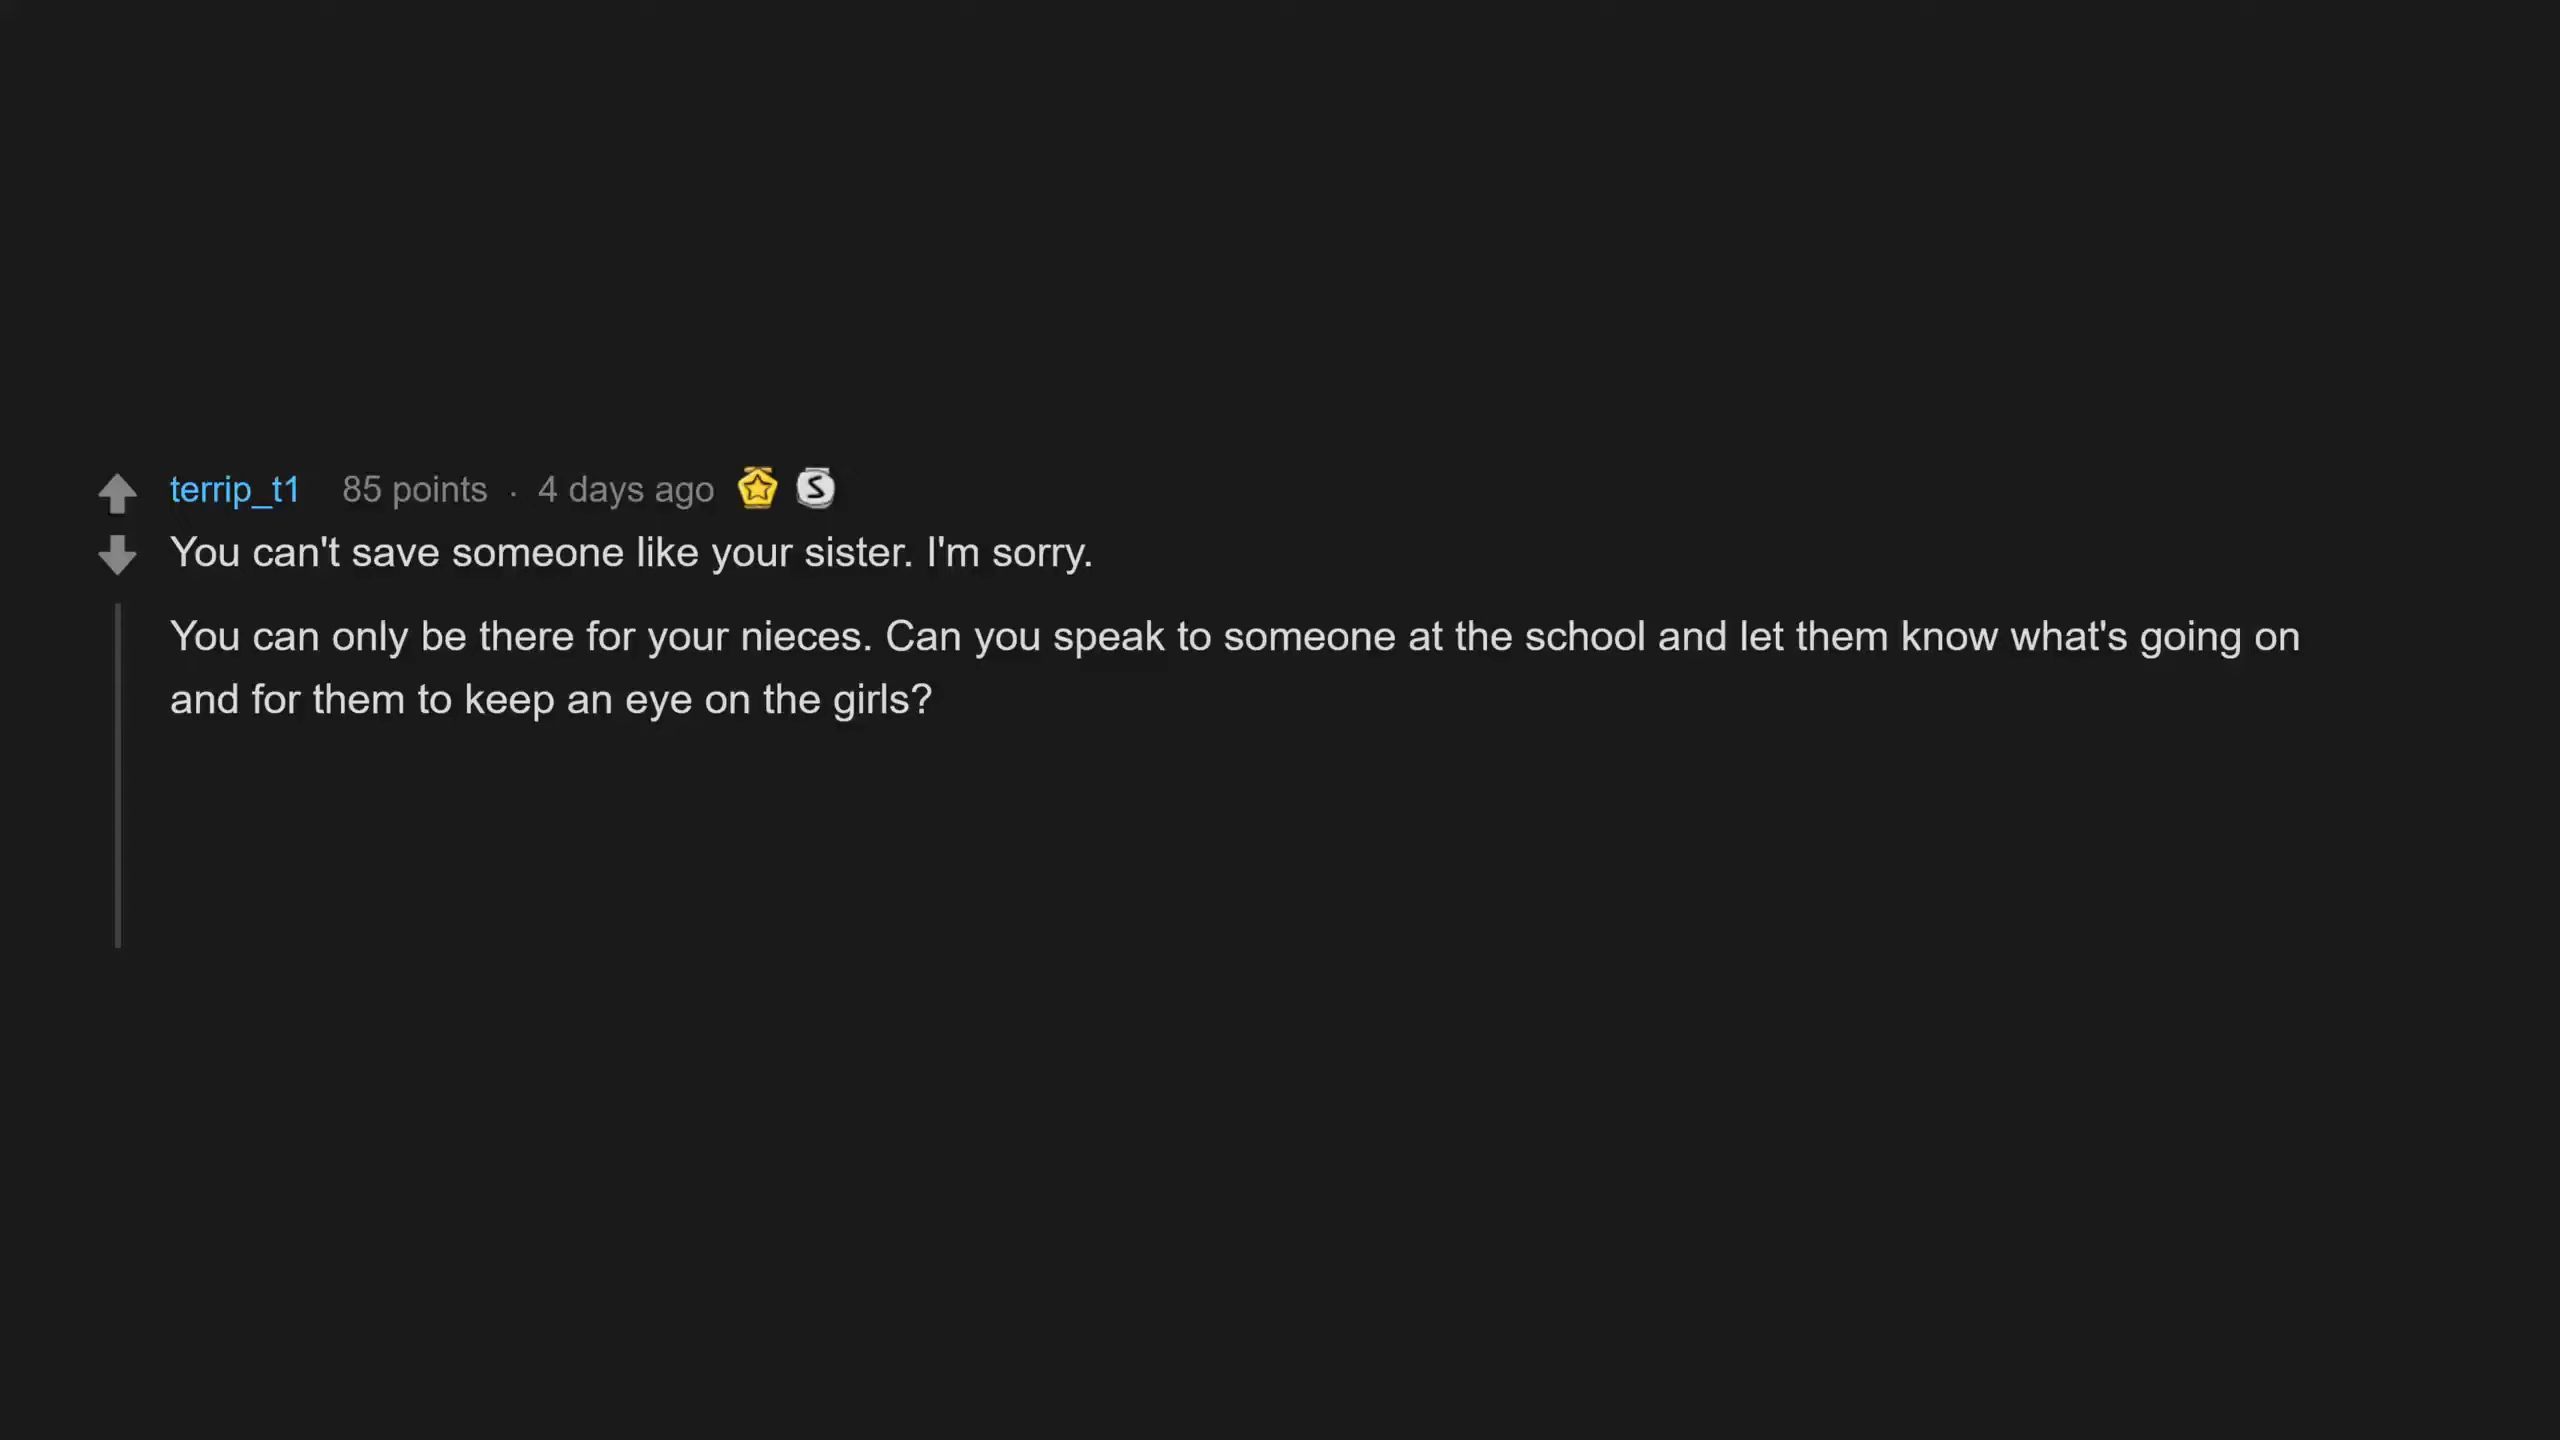 terrip_t1 85 points · 4 days ago S
You can't save someone like your sister. I'm sorry.
You can only be there for your nieces. Can you speak to someone at the school and let them know what's going on
and for them to keep an eye on the girls?